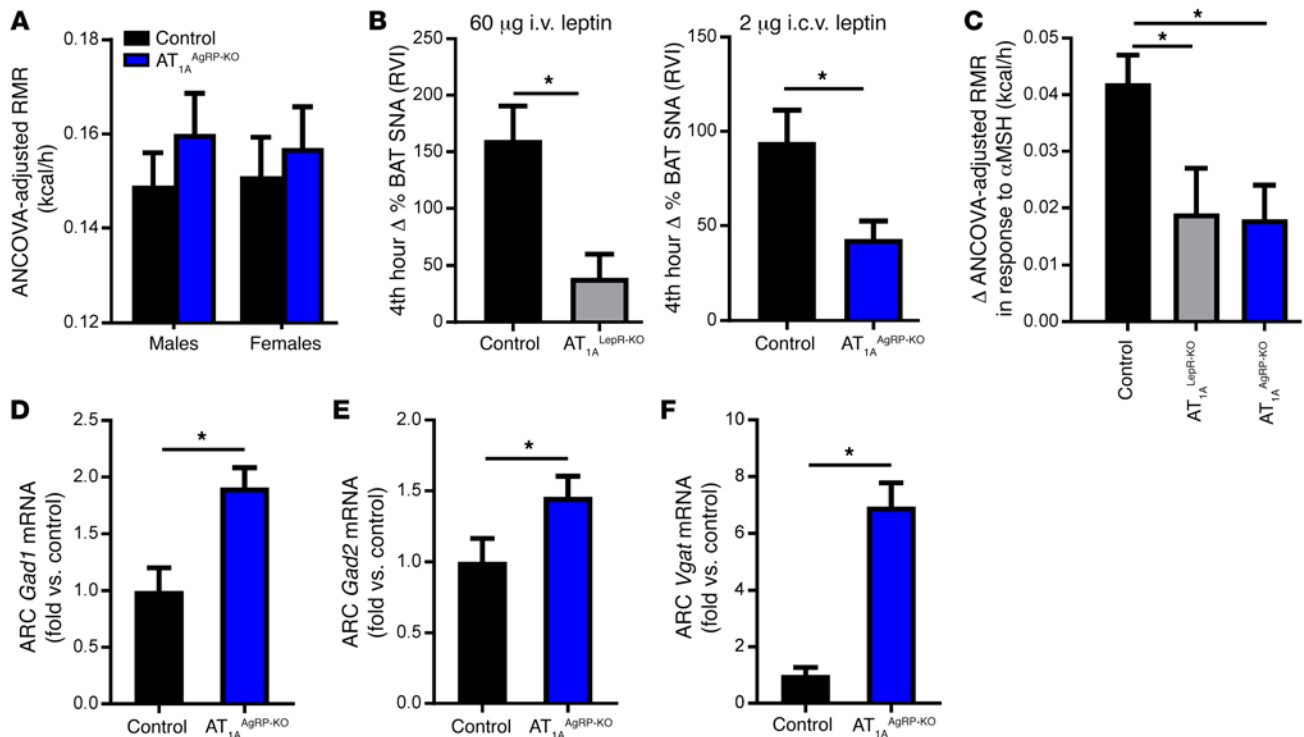 A
ANCOVA-adjusted RMR
(kcal/h)
0.18
0.16
0.14
0.12
Control
AT1A AgRP-KO
Males
Females
B
60 μg i.v. leptin
4th hour Δ % BAT SNA (RVI)
250
200
150
100
50
0
*
Control
AT1A LepR-KO
2 μg i.c.v. leptin
4th hour Δ % BAT SNA (RVI)
150
100
50
0
*
Control
AT1A AgRP-KO
C
Δ ANCOVA-adjusted RMR
in response to αMSH (kcal/h)
0.05
0.04
0.03
0.02
0.01
0.00
*
*
Control
AT1A LepR-KO
AT1A AgRP-KO
D
ARC Gad1 mRNA
(fold vs. control)
2.5
2.0
1.5
1.0
0.5
0.0
*
Control
AT1A AgRP-KO
E
ARC Gad2 mRNA
(fold vs. control)
2.0
1.5
1.0
0.5
0.0
*
Control
AT1A AgRP-KO
F
ARC Vgat mRNA
(fold vs. control)
10
8
6
4
2
0
*
Control
AT1A AgRP-KO